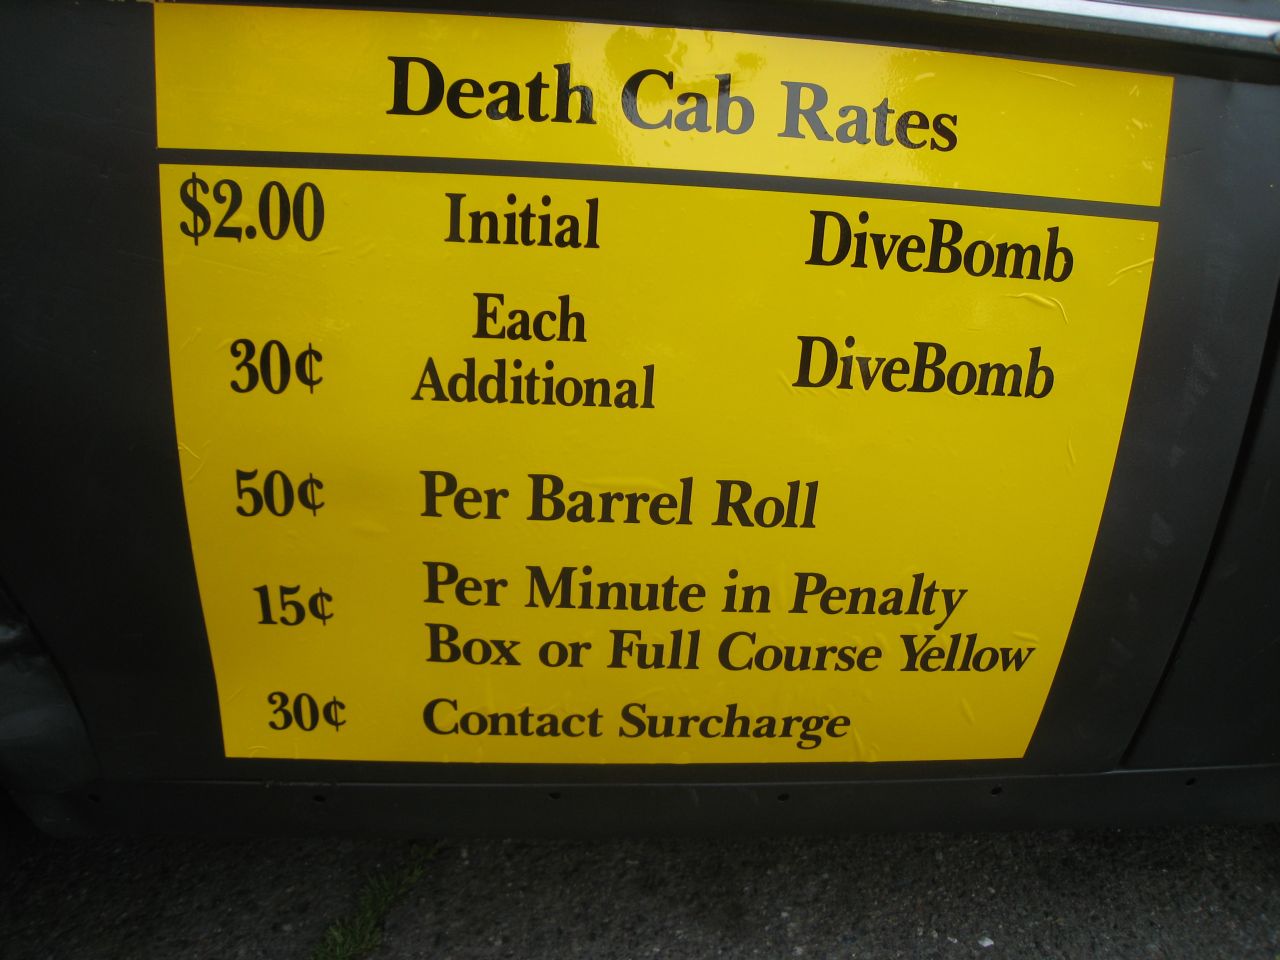 Death Cab Rates
$2.00 Initial DiveBomb
30¢ Each Additional DiveBomb
50¢ Per Barrel Roll
15¢ Per Minute in Penalty
Box or Full Course Yellow
30¢ Contact Surcharge